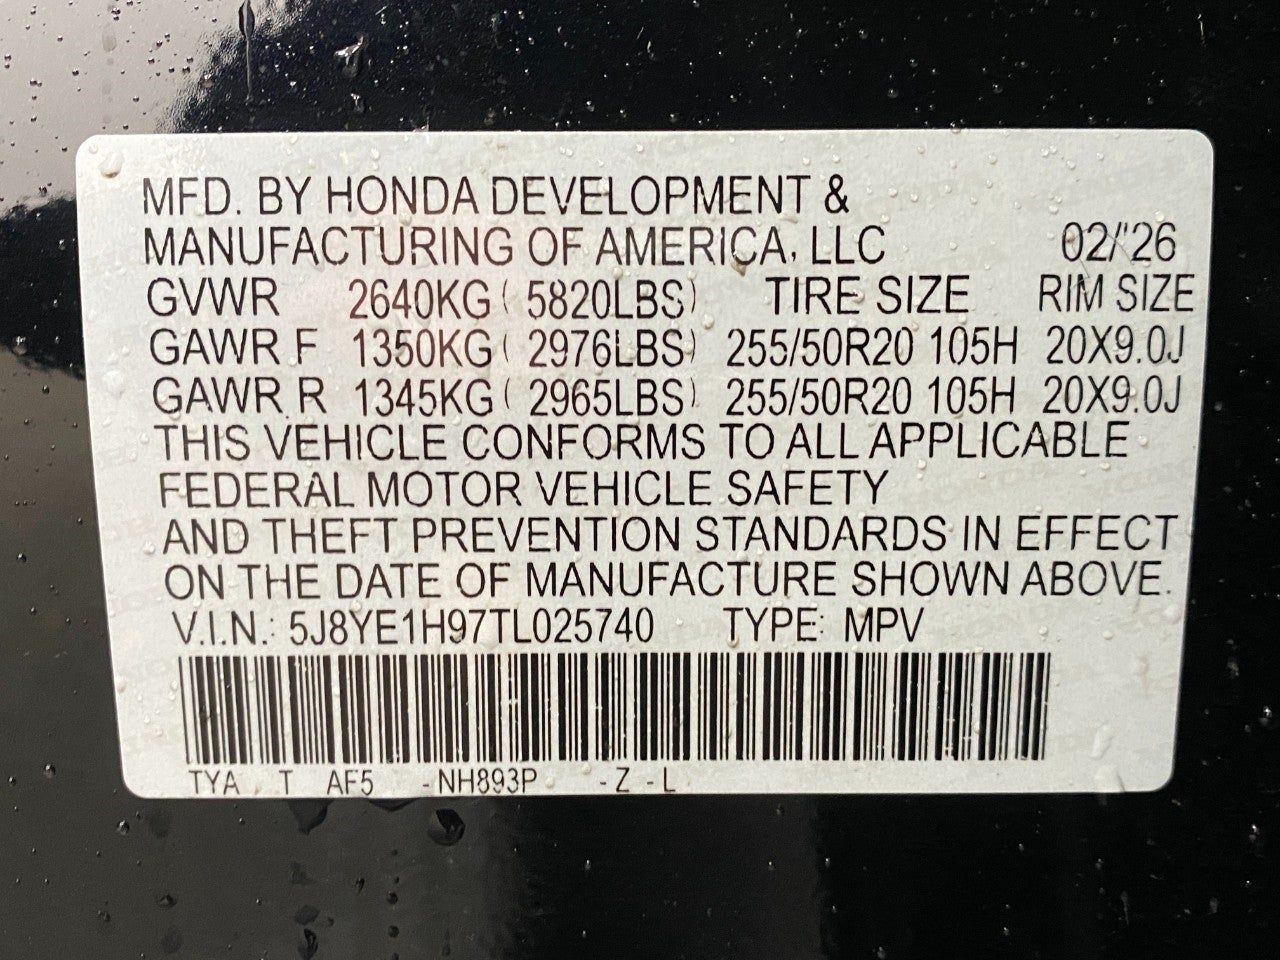 MFD. BY HONDA DEVELOPMENT &
MANUFACTURING OF AMERICA, LLC 02/'26
GVWR 2640KG ( 5820LBS) TIRE SIZE RIM SIZE
GAWR F 1350KG ( 2976LBS) 255/50R20 105H 20X9.0J
GAWR R 1345KG ( 2965LBS) 255/50R20 105H 20X9.0J
THIS VEHICLE CONFORMS TO ALL APPLICABLE
FEDERAL MOTOR VEHICLE SAFETY
AND THEFT PREVENTION STANDARDS IN EFFECT
ON THE DATE OF MANUFACTURE SHOWN ABOVE.
V.I.N.: 5J8YE1H97TL025740 TYPE: MPV
TYA T AF5 -NH893P -Z -L